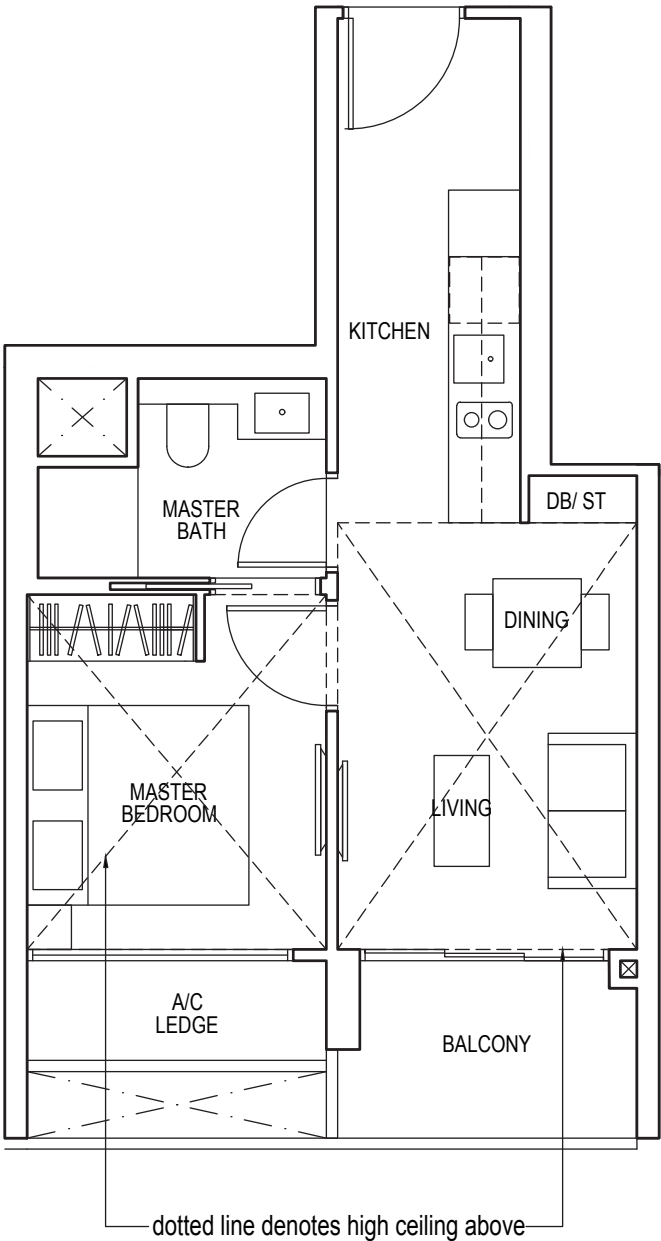 KITCHEN
MASTER
BATH
DB/ ST
DINING
MASTER
BEDROOM
LIVING
A/C
LEDGE
BALCONY
dotted line denotes high ceiling above